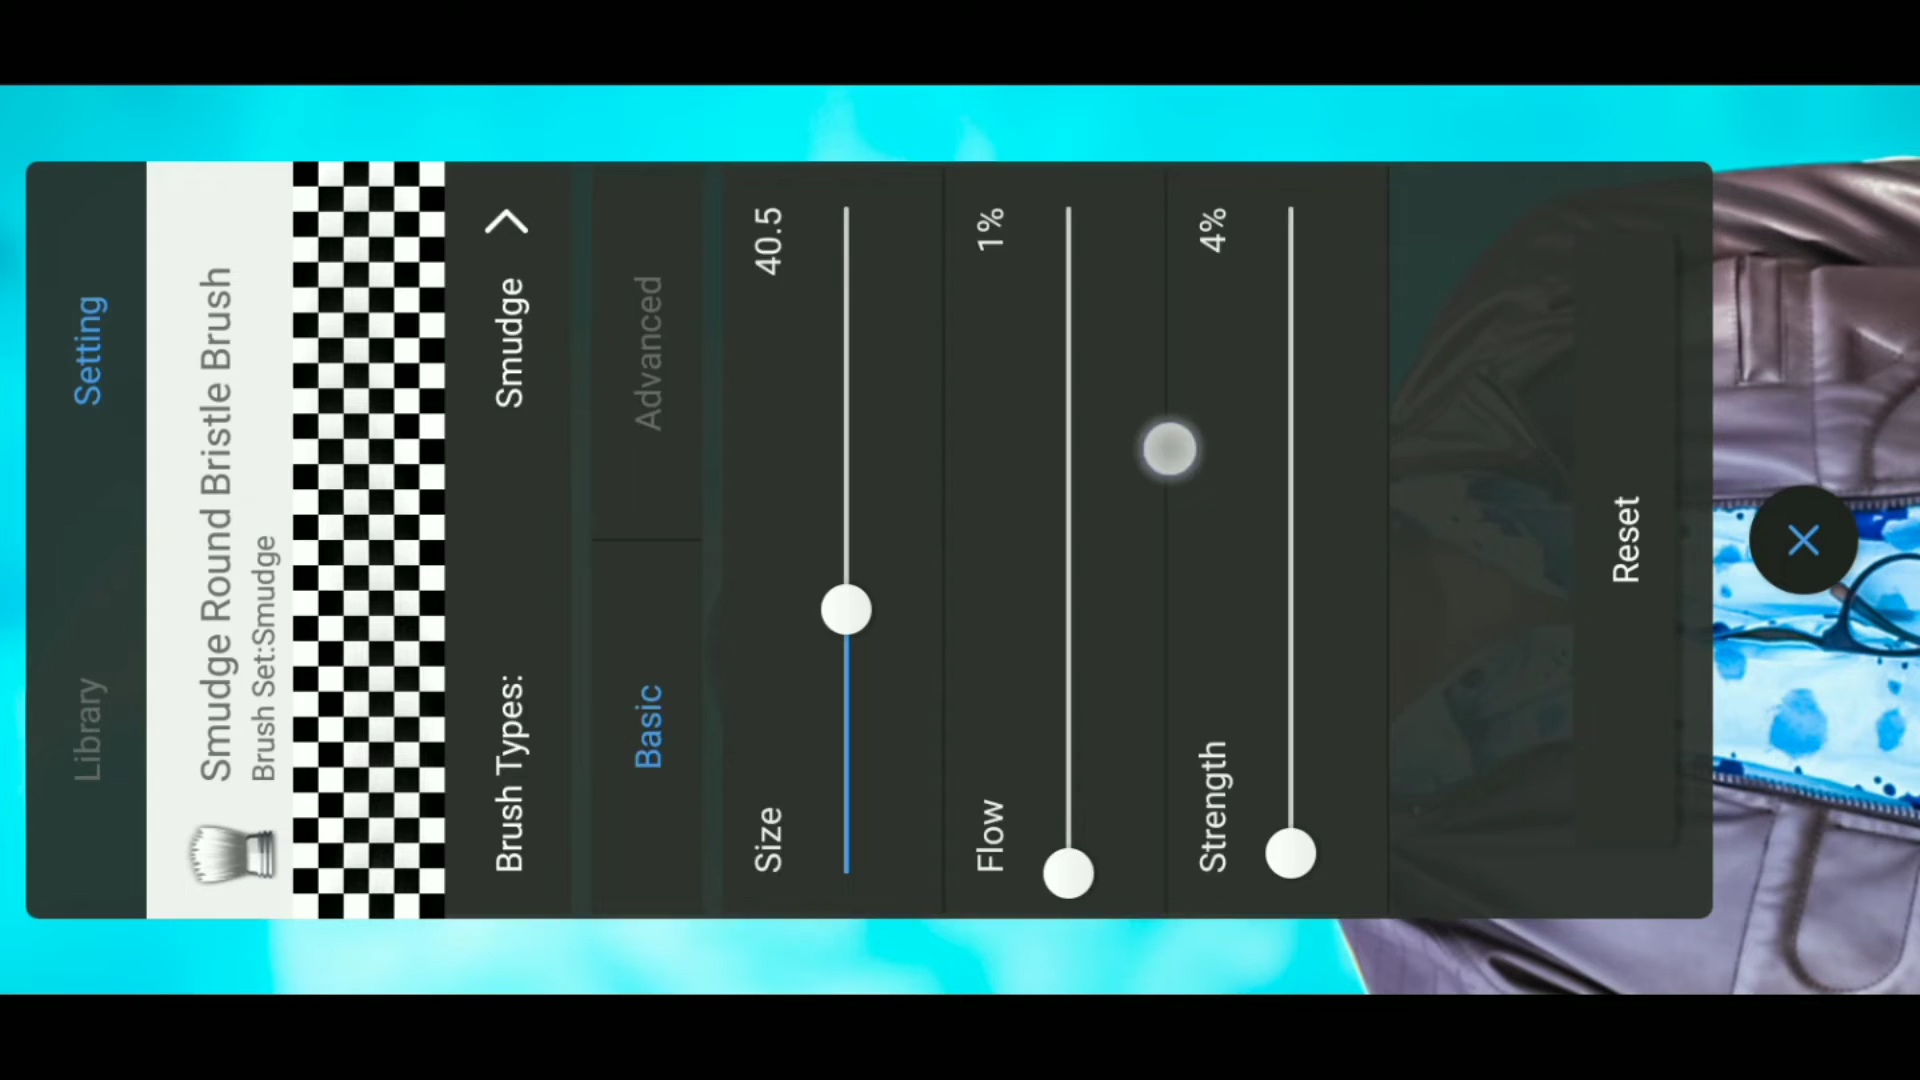 Library Setting
Smudge Round Bristle Brush
Brush Set:Smudge
Brush Types: Smudge
Basic Advanced
Size 40.5
Flow 1%
Strength 4%
Reset